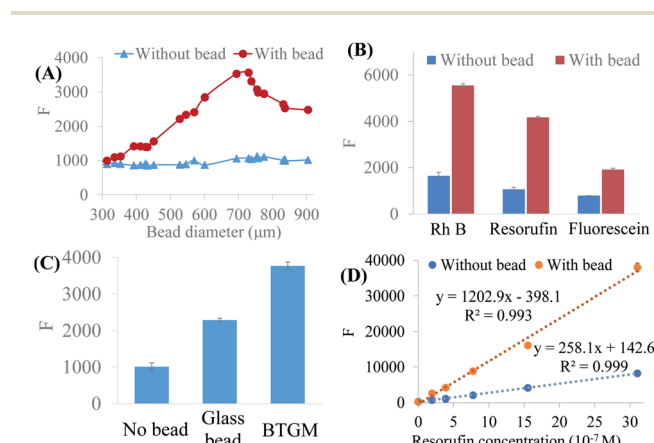 (A)
Without bead
With bead
F
4000
3000
2000
1000
0
300 400 500 600 700 800 900
Bead diameter (µm)
(B)
Without bead
With bead
F
6000
4000
2000
0
Rh B Resorufin Fluorescein
(C)
F
4000
3000
2000
1000
0
No bead Glass bead BTGM
(D)
Without bead
With bead
F
40000
30000
20000
10000
0
y = 1202.9x - 398.1
R² = 0.993
y = 258.1x + 142.6
R² = 0.999
0 5 10 15 20 25 30
Resorufin concentration (10⁻⁷ M)